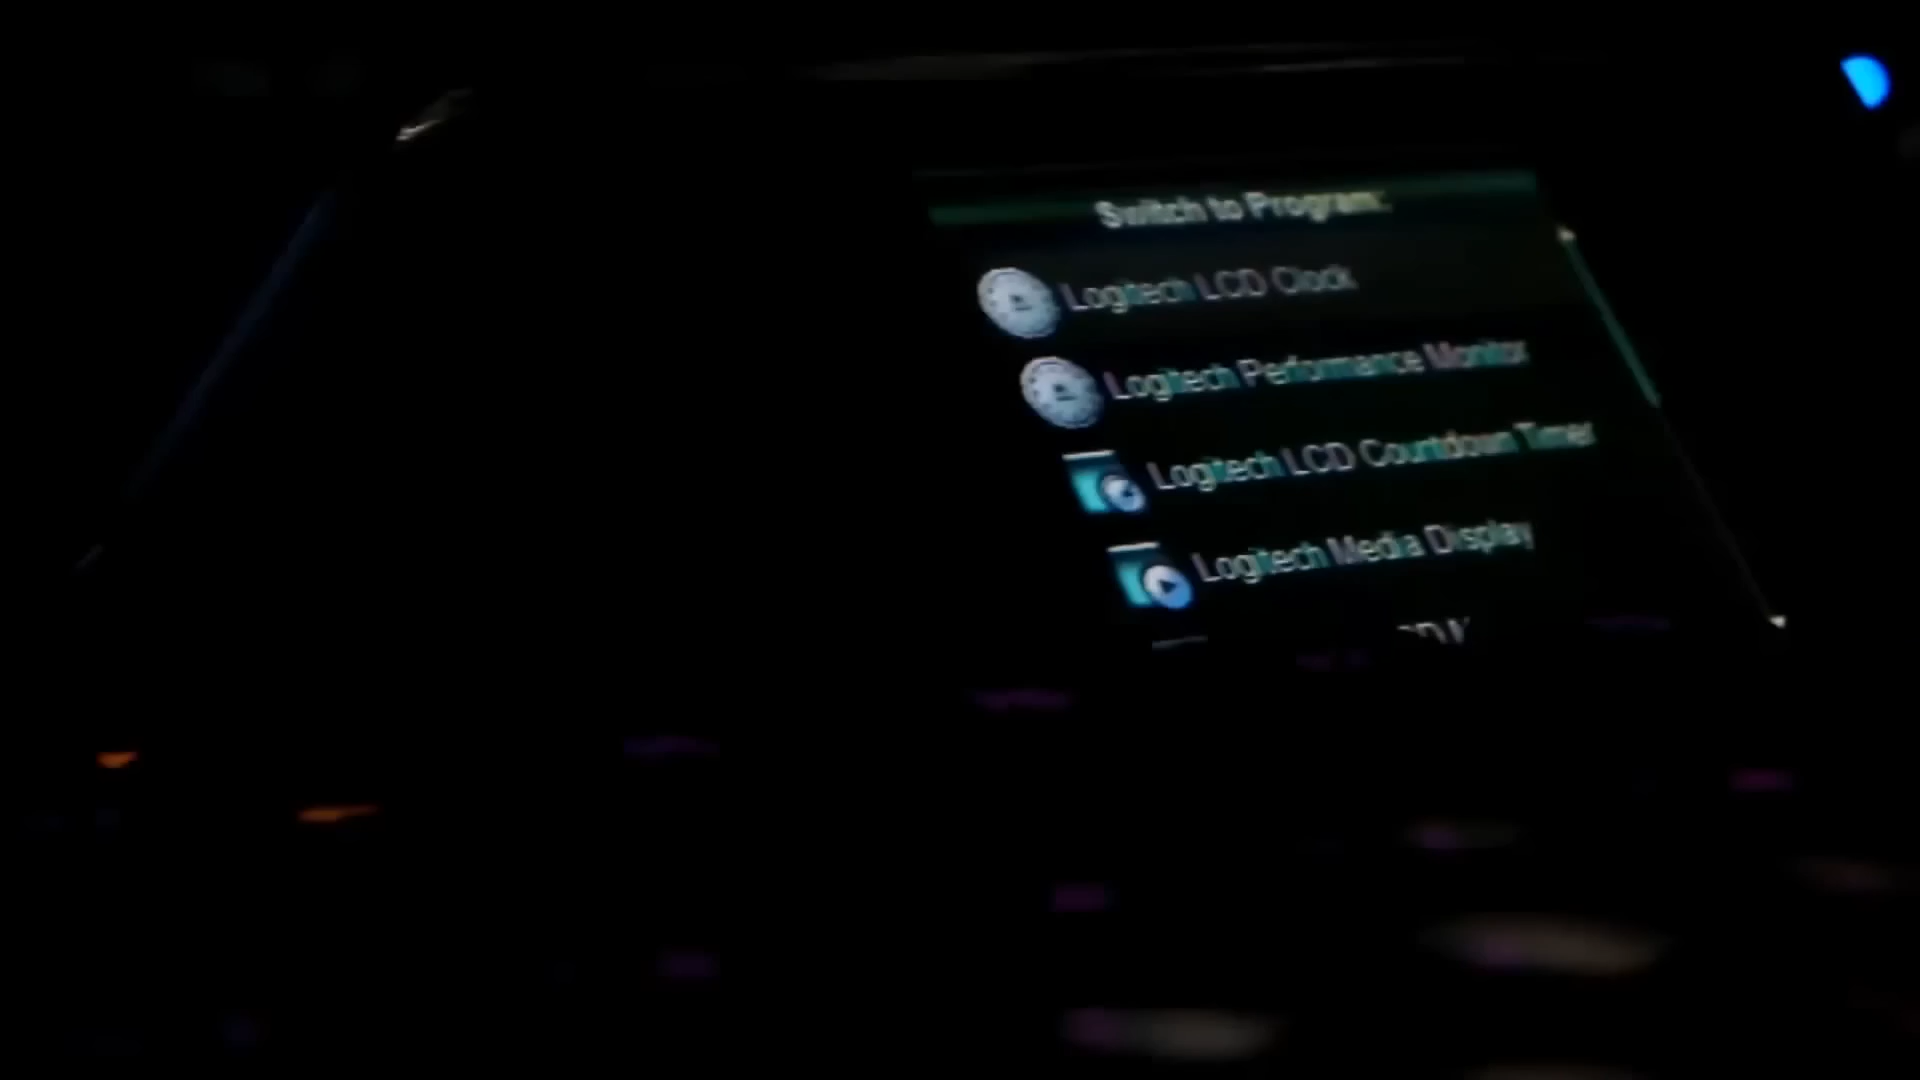 Switch to Program:
Logitech LCD Clock
Logitech Performance Monitor
Logitech LCD Countdown Timer
Logitech Media Display